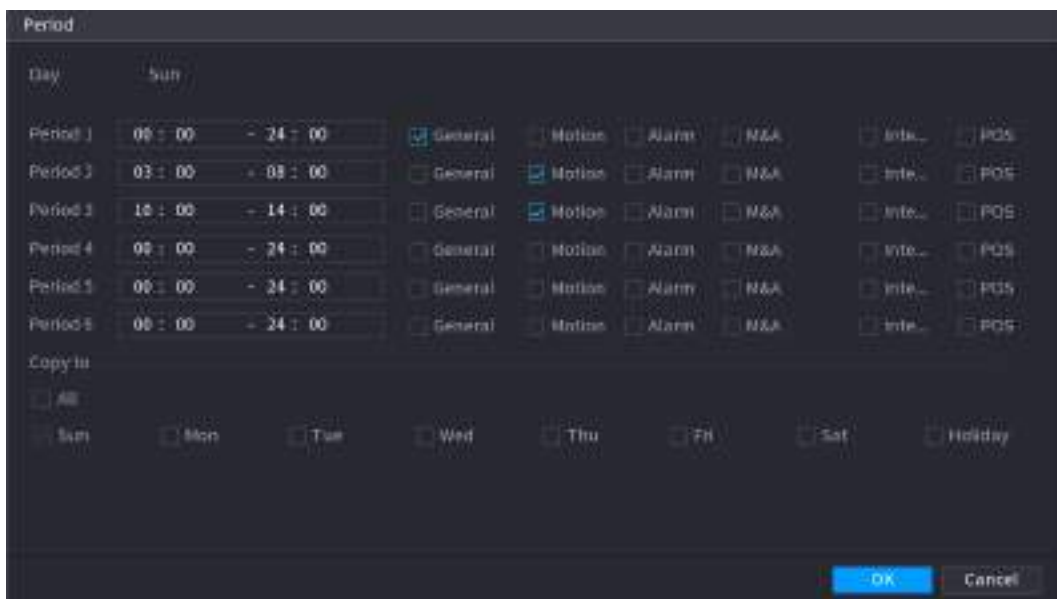 Period
Day Sun
Period 1 00 : 00 - 24 : 00 General Motion Alarm M&A Inte... POS
Period 2 03 : 00 - 08 : 00 General Motion Alarm M&A Inte... POS
Period 3 10 : 00 - 14 : 00 General Motion Alarm M&A Inte... POS
Period 4 00 : 00 - 24 : 00 General Motion Alarm M&A Inte... POS
Period 5 00 : 00 - 24 : 00 General Motion Alarm M&A Inte... POS
Period 6 00 : 00 - 24 : 00 General Motion Alarm M&A Inte... POS
Copy to
All
Sun Mon Tue Wed Thu Fri Sat Holiday
OK Cancel